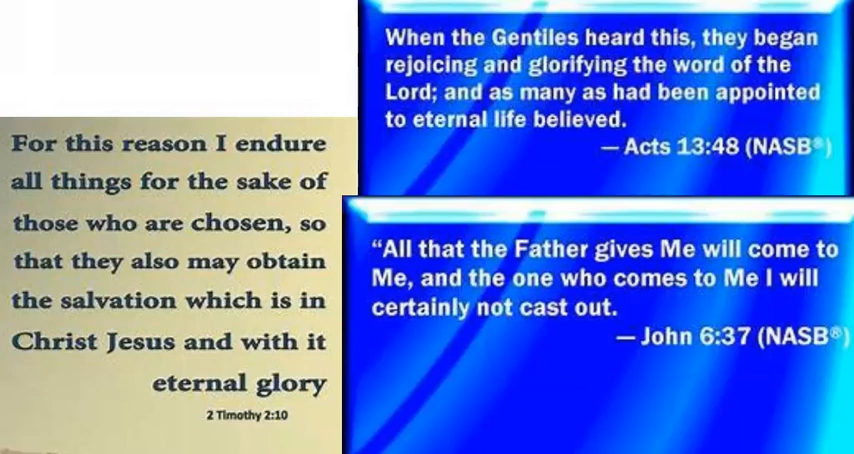 When the Gentiles heard this, they began
rejoicing and glorifying the word of the
Lord; and as many as had been appointed
to eternal life believed.
— Acts 13:48 (NASB®)
For this reason I endure
all things for the sake of
those who are chosen, so
that they also may obtain
the salvation which is in
Christ Jesus and with it
eternal glory
2 Timothy 2:10
“All that the Father gives Me will come to
Me, and the one who comes to Me I will
certainly not cast out.
— John 6:37 (NASB®)